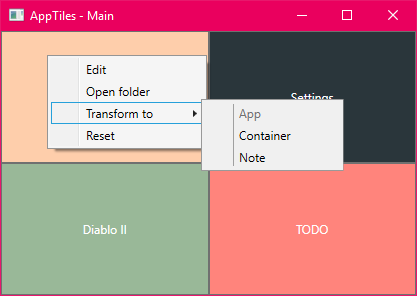 AppTiles - Main
Edit
Open folder
Transform to
Reset
Settings
App
Container
Note
Diablo II
TODO